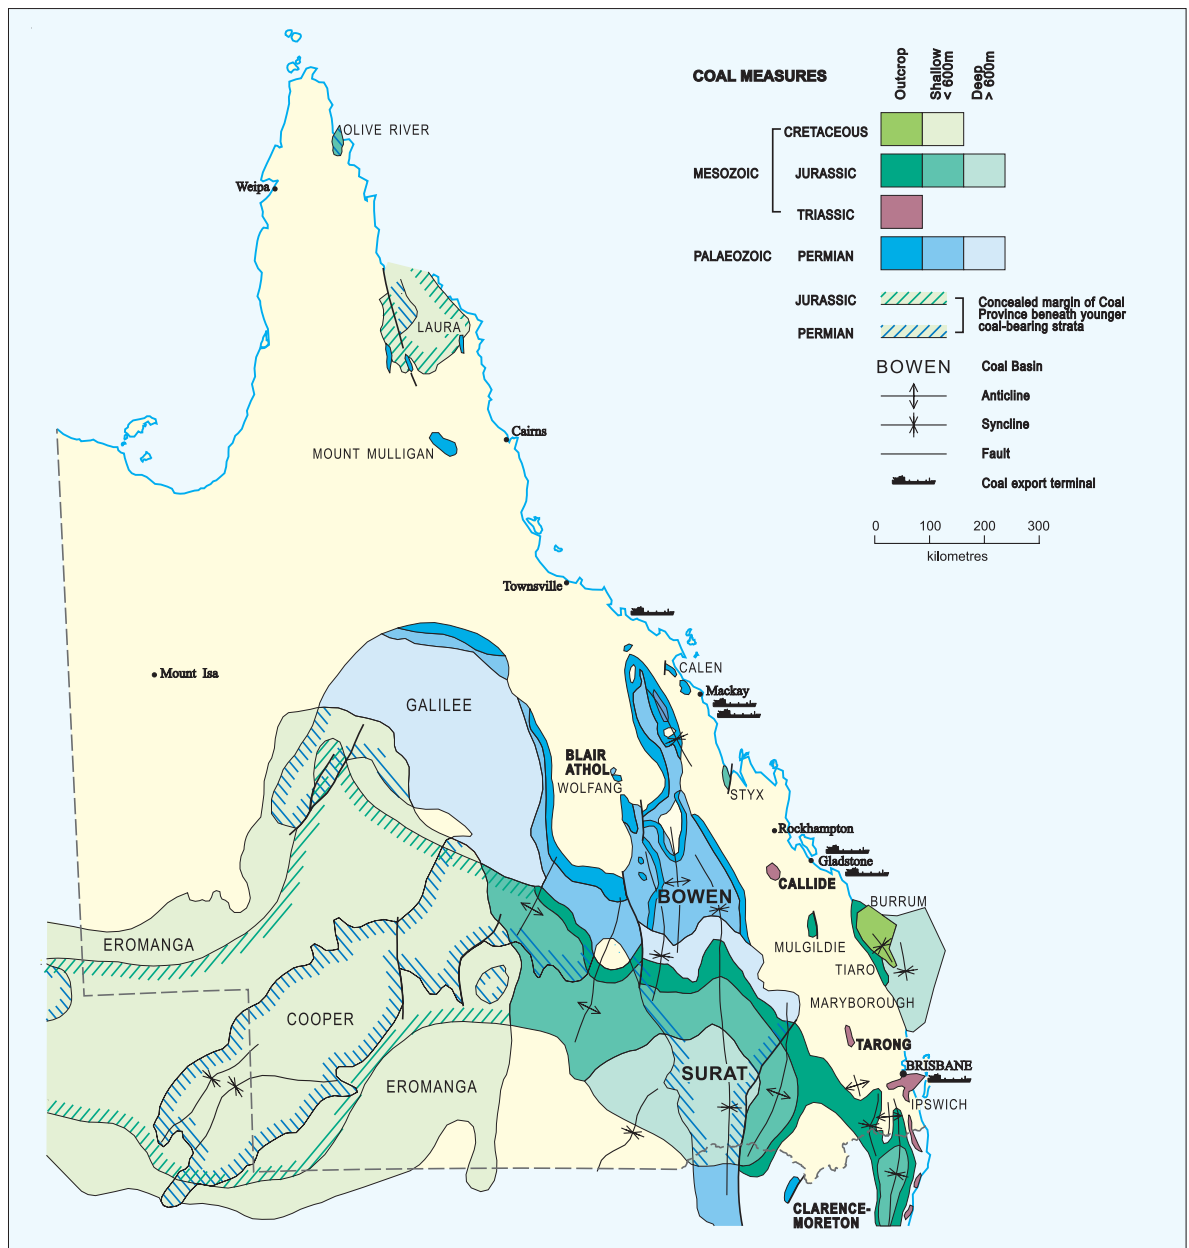 COAL MEASURES
Outcrop
Shallow
< 600m
Deep
> 600m
CRETACEOUS
MESOZOIC
JURASSIC
TRIASSIC
PALAEOZOIC
PERMIAN
JURASSIC
PERMIAN
Concealed margin of Coal
Province beneath younger
coal-bearing strata
BOWEN
Coal Basin
Anticline
Syncline
Fault
Coal export terminal
0 100 200 300
kilometres
OLIVE RIVER
Weipa
LAURA
Cairns
MOUNT MULLIGAN
Townsville
Mount Isa
CALEN
Mackay
GALILEE
BLAIR
ATHOL
WOLFANG
STYX
Rockhampton
Gladstone
CALLIDE
BOWEN
BURRUM
EROMANGA
MULGILDIE
TIARO
MARYBOROUGH
COOPER
TARONG
SURAT
BRISBANE
EROMANGA
IPSWICH
CLARENCE-
MORETON